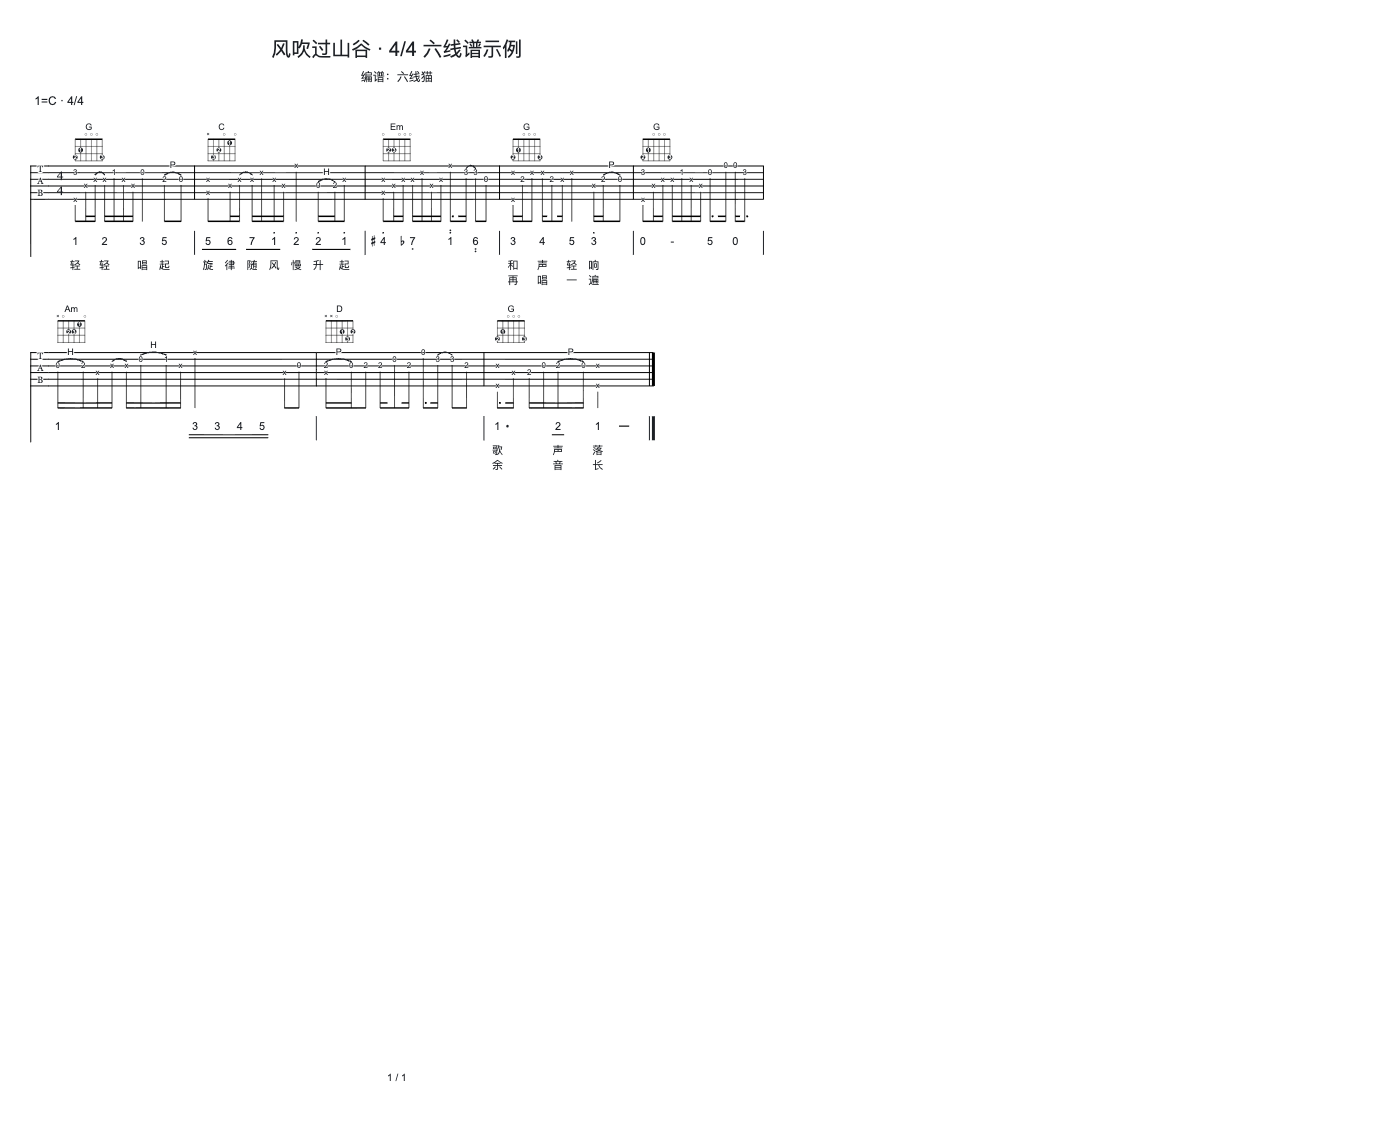 风吹过山谷 · 4/4 六线谱示例
编谱：六线猫
1=C · 4/4
G C Em G G
P H P
T A B 4 4
1 2 3 5 5 6 7 1 2 2 1 ♯4 ♭7 1 6 3 4 5 3 0 - 5 0
轻 轻 唱 起 旋 律 随 风 慢 升 起 和 声 轻 响
再 唱 一 遍
Am D G
H H P P
T A B
1 3 3 4 5 1 · 2 1 —
歌 声 落
余 音 长
1 / 1